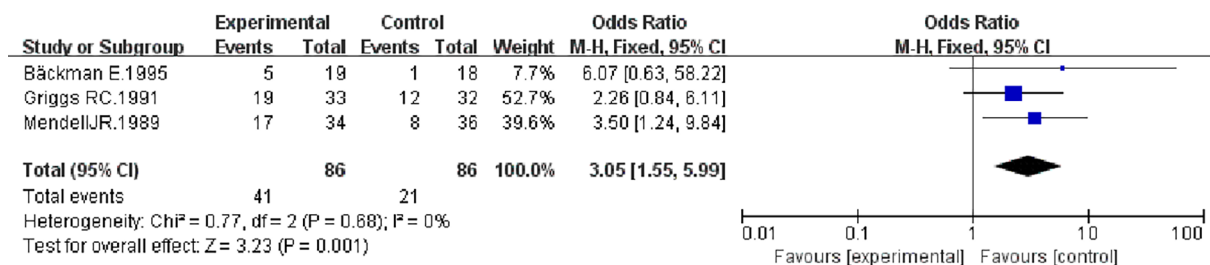 Experimental Control Odds Ratio Odds Ratio
Study or Subgroup Events Total Events Total Weight M-H, Fixed, 95% CI M-H, Fixed, 95% CI
Bäckman E.1995 5 19 1 18 7.7% 6.07 [0.63, 58.22]
Griggs RC.1991 19 33 12 32 52.7% 2.26 [0.84, 6.11]
MendellJR.1989 17 34 8 36 39.6% 3.50 [1.24, 9.84]
Total (95% CI) 86 86 100.0% 3.05 [1.55, 5.99]
Total events 41 21
Heterogeneity: Chi² = 0.77, df = 2 (P = 0.68); I² = 0%
Test for overall effect: Z = 3.23 (P = 0.001)
0.01 0.1 1 10 100
Favours [experimental] Favours [control]